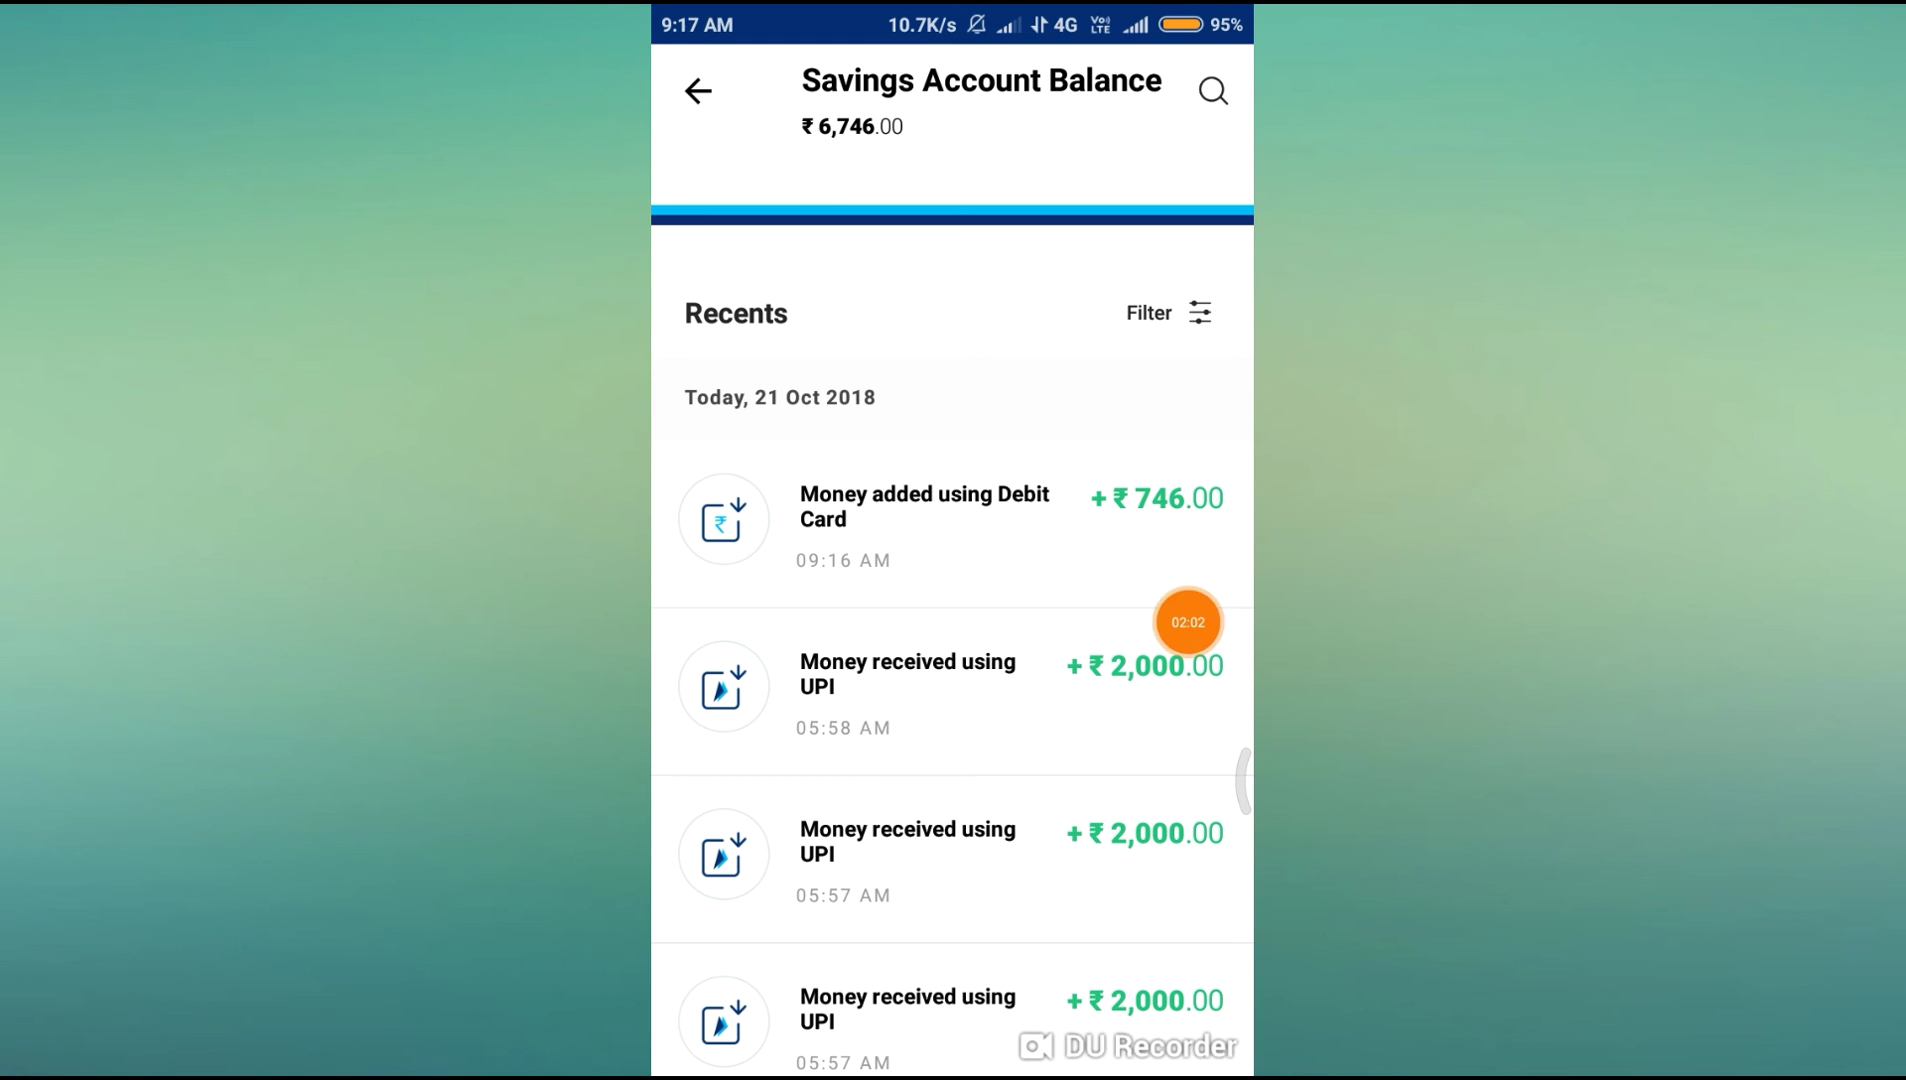 9:17 AM 10.7K/s 4G VoLTE 95%
Savings Account Balance
₹ 6,746.00
Recents
Filter
Today, 21 Oct 2018
Money added using Debit
Card
+ ₹ 746.00
09:16 AM
02:02
Money received using
UPI
+ ₹ 2,000.00
05:58 AM
Money received using
UPI
+ ₹ 2,000.00
05:57 AM
Money received using
UPI
+ ₹ 2,000.00
05:57 AM
DU Recorder